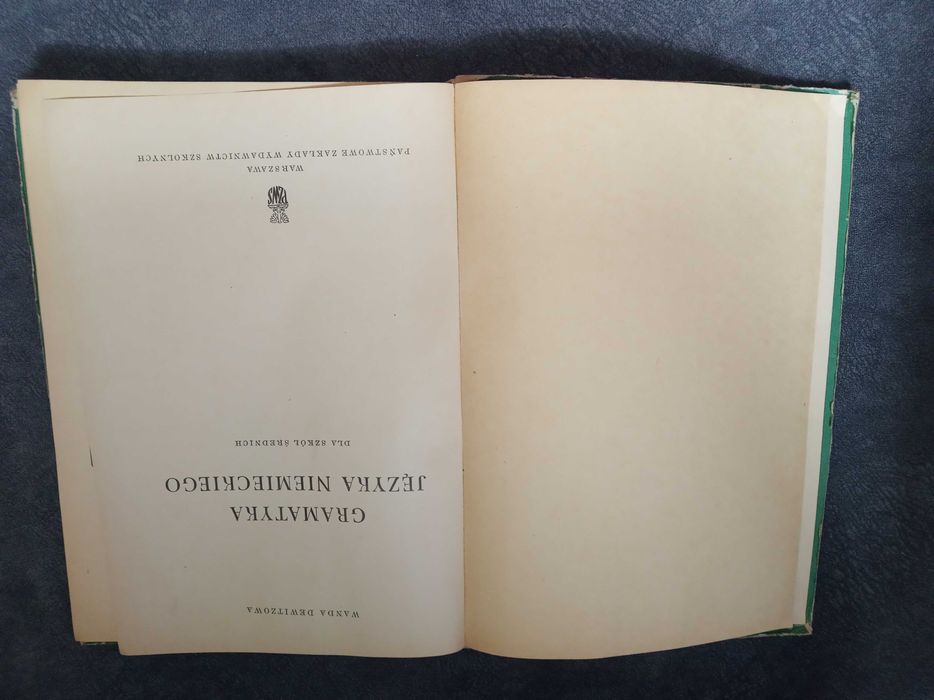 WANDA DEWITZOWA
GRAMATYKA
JĘZYKA NIEMIECKIEGO
DLA SZKÓŁ ŚREDNICH
PZWS
WARSZAWA
PAŃSTWOWE ZAKŁADY WYDAWNICTW SZKOLNYCH